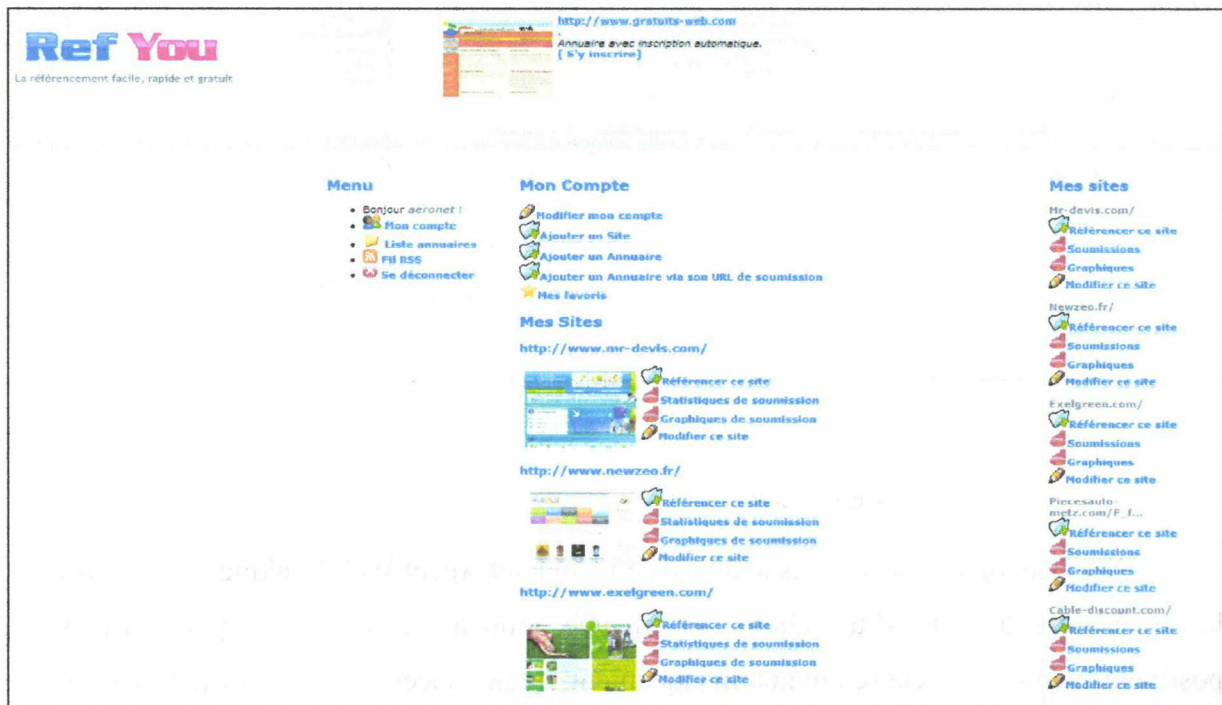 Ref You
La référencement facile, rapide et gratuit
http://www.gratuits-web.com
Annuaire avec inscription automatique.
[ S'y inscrire]
Menu
Bonjour aeronet !
Mon compte
Liste annuaires
Fil RSS
Se déconnecter
Mon Compte
Modifier mon compte
Ajouter un Site
Ajouter un Annuaire
Ajouter un Annuaire via son URL de soumission
Mes favoris
Mes Sites
http://www.mr-devis.com/
Référencer ce site
Statistiques de soumission
Graphiques de soumission
Modifier ce site
http://www.newzeo.fr/
Référencer ce site
Statistiques de soumission
Graphiques de soumission
Modifier ce site
http://www.exelgreen.com/
Référencer ce site
Statistiques de soumission
Graphiques de soumission
Modifier ce site
Mes sites
Mr-devis.com/
Référencer ce site
Soumissions
Graphiques
Modifier ce site
Newzeo.fr/
Référencer ce site
Soumissions
Graphiques
Modifier ce site
Exelgreen.com/
Référencer ce site
Soumissions
Graphiques
Modifier ce site
Piecesauto-
metz.com/F_f...
Référencer ce site
Soumissions
Graphiques
Modifier ce site
Cable-discount.com/
Référencer ce site
Soumissions
Graphiques
Modifier ce site